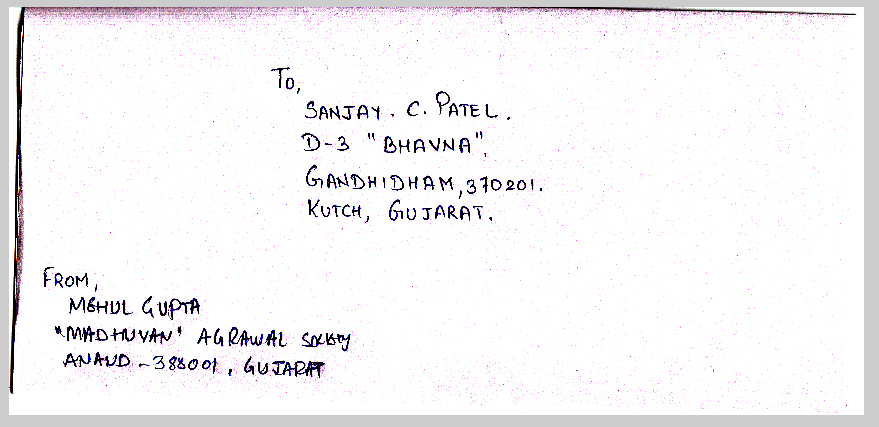 To,
SANJAY. C. PATEL.
D-3 "BHAVNA",
GANDHIDHAM, 370201.
KUTCH, GUJARAT.
FROM,
MEHUL GUPTA
"MADHUVAN" AGRAWAL Society
ANAND - 388001, GUJARAT